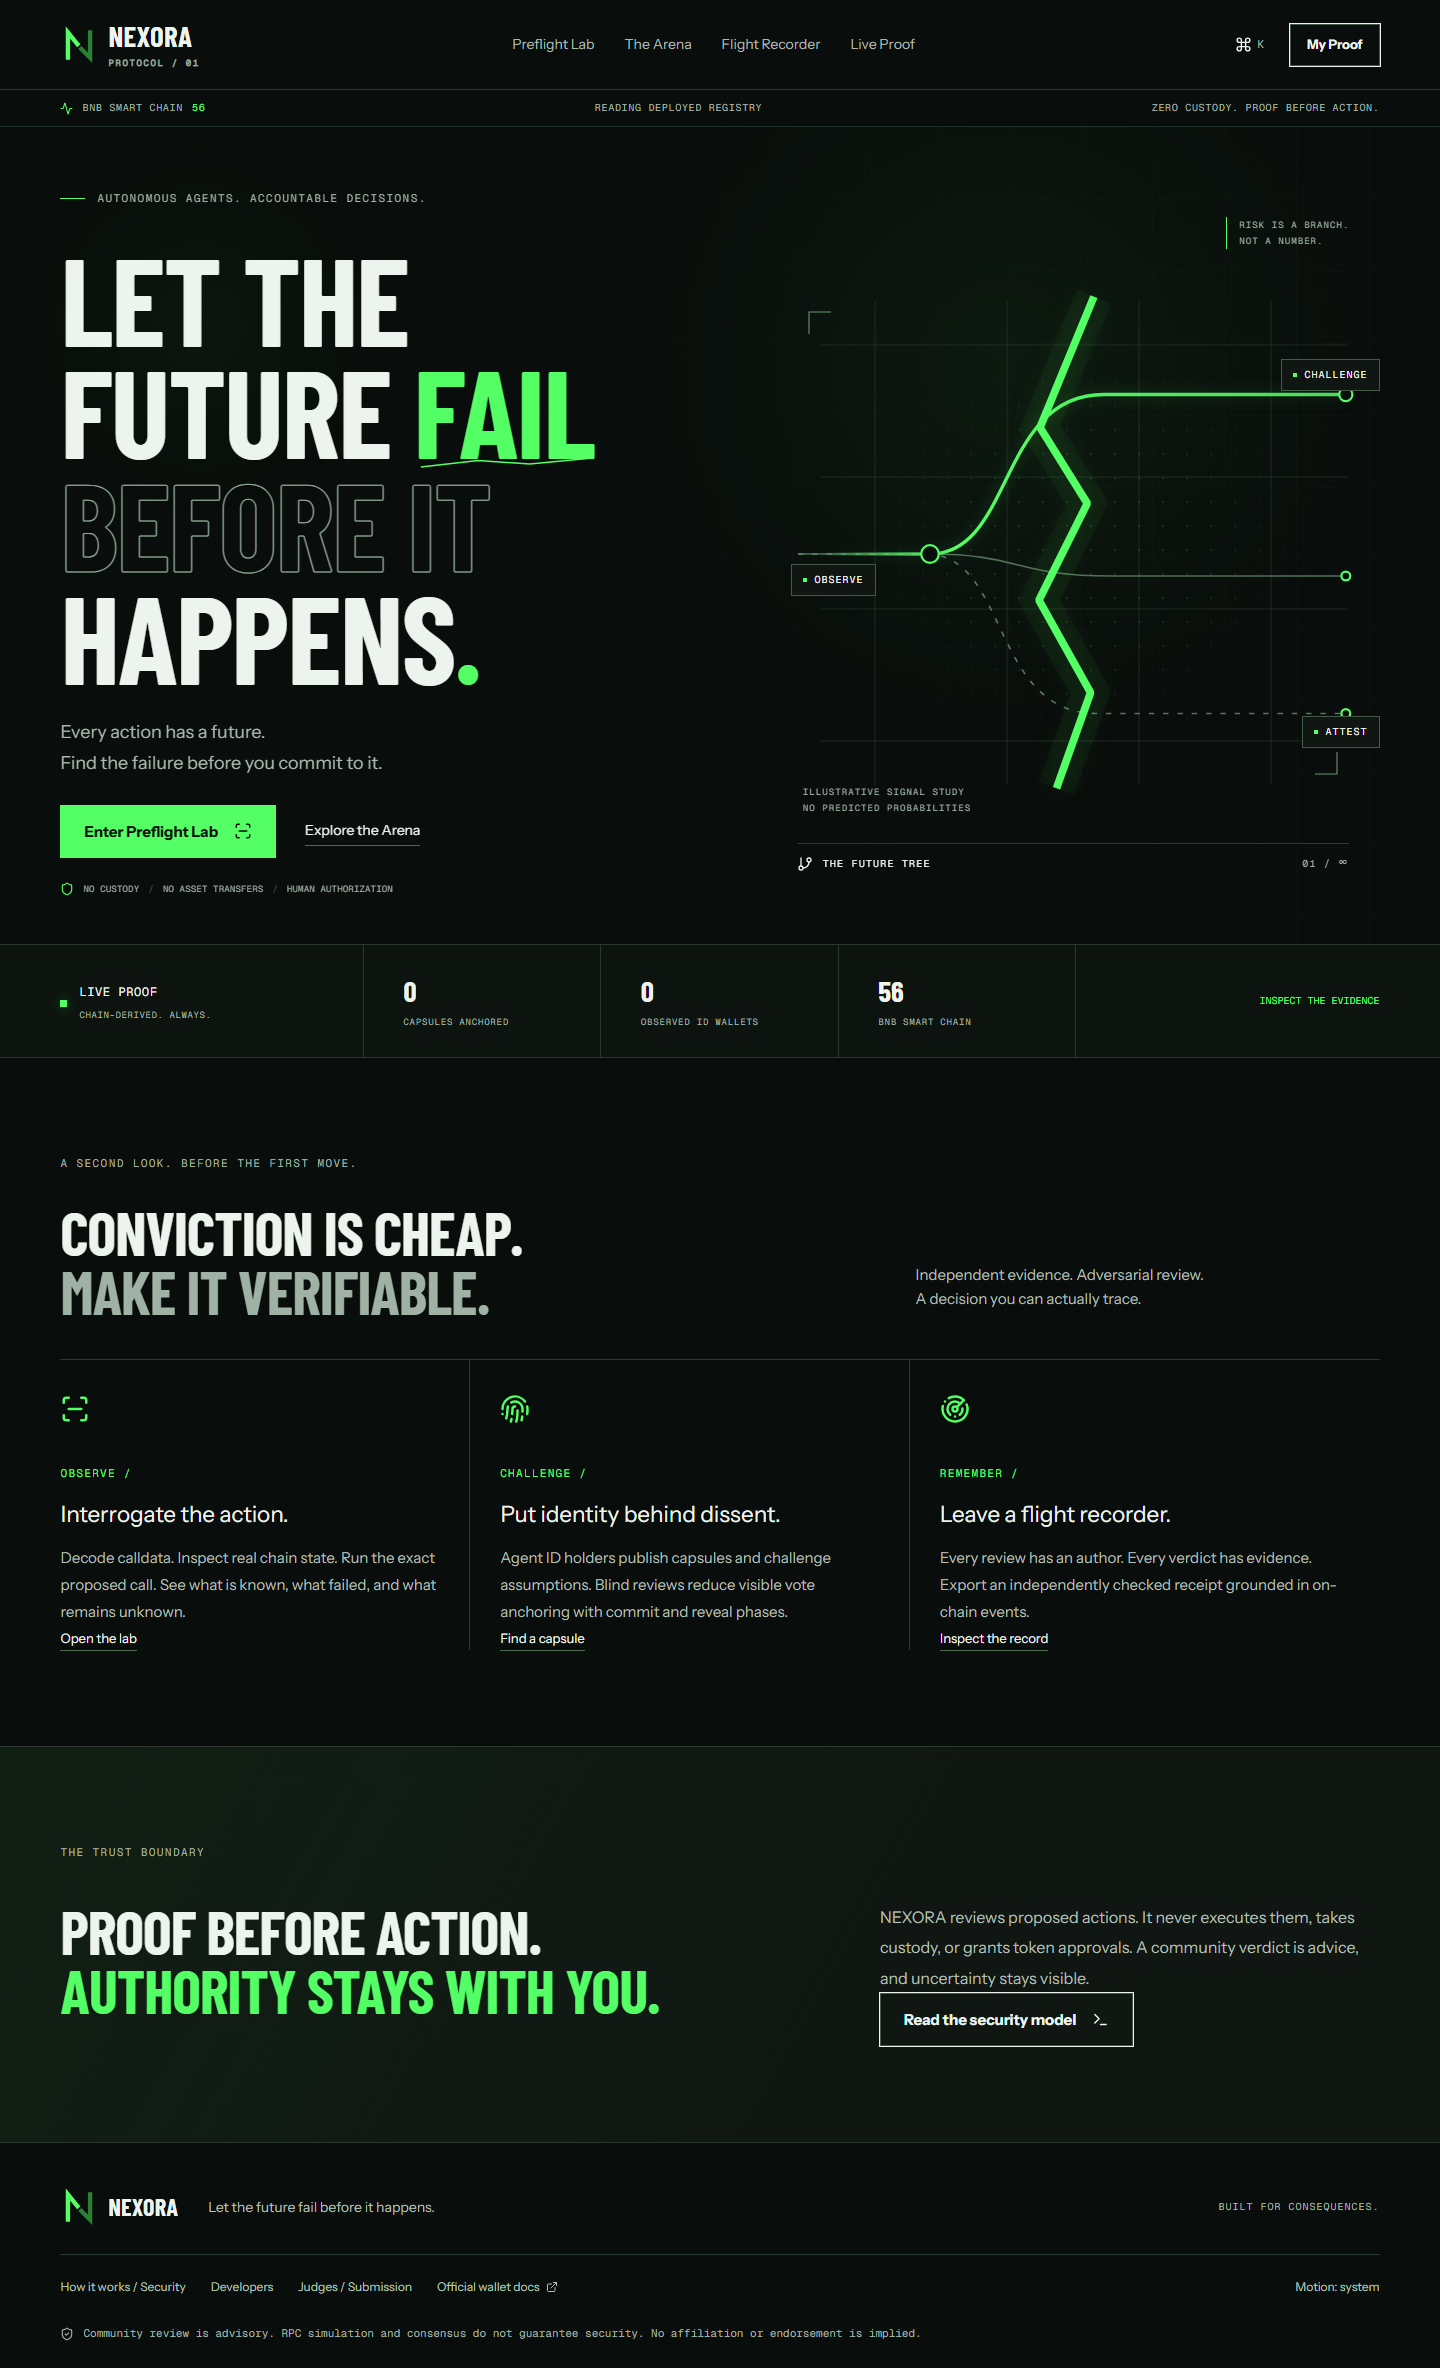 NEXORA
PROTOCOL / 01
Preflight Lab
The Arena
Flight Recorder
Live Proof
⌘ K
My Proof
BNB SMART CHAIN 56
READING DEPLOYED REGISTRY
ZERO CUSTODY. PROOF BEFORE ACTION.
AUTONOMOUS AGENTS. ACCOUNTABLE DECISIONS.
LET THE
FUTURE FAIL
BEFORE IT
HAPPENS.
Every action has a future.
Find the failure before you commit to it.
Enter Preflight Lab
Explore the Arena
NO CUSTODY / NO ASSET TRANSFERS / HUMAN AUTHORIZATION
RISK IS A BRANCH.
NOT A NUMBER.
CHALLENGE
OBSERVE
ATTEST
ILLUSTRATIVE SIGNAL STUDY
NO PREDICTED PROBABILITIES
THE FUTURE TREE
01 / ∞
LIVE PROOF
CHAIN-DERIVED. ALWAYS.
0
CAPSULES ANCHORED
0
OBSERVED ID WALLETS
56
BNB SMART CHAIN
INSPECT THE EVIDENCE
A SECOND LOOK. BEFORE THE FIRST MOVE.
CONVICTION IS CHEAP.
MAKE IT VERIFIABLE.
Independent evidence. Adversarial review.
A decision you can actually trace.
OBSERVE /
Interrogate the action.
Decode calldata. Inspect real chain state. Run the exact
proposed call. See what is known, what failed, and what
remains unknown.
Open the lab
CHALLENGE /
Put identity behind dissent.
Agent ID holders publish capsules and challenge
assumptions. Blind reviews reduce visible vote
anchoring with commit and reveal phases.
Find a capsule
REMEMBER /
Leave a flight recorder.
Every review has an author. Every verdict has evidence.
Export an independently checked receipt grounded in on-
chain events.
Inspect the record
THE TRUST BOUNDARY
PROOF BEFORE ACTION.
AUTHORITY STAYS WITH YOU.
NEXORA reviews proposed actions. It never executes them, takes
custody, or grants token approvals. A community verdict is advice,
and uncertainty stays visible.
Read the security model
NEXORA
Let the future fail before it happens.
BUILT FOR CONSEQUENCES.
How it works / Security
Developers
Judges / Submission
Official wallet docs
Motion: system
Community review is advisory. RPC simulation and consensus do not guarantee security. No affiliation or endorsement is implied.